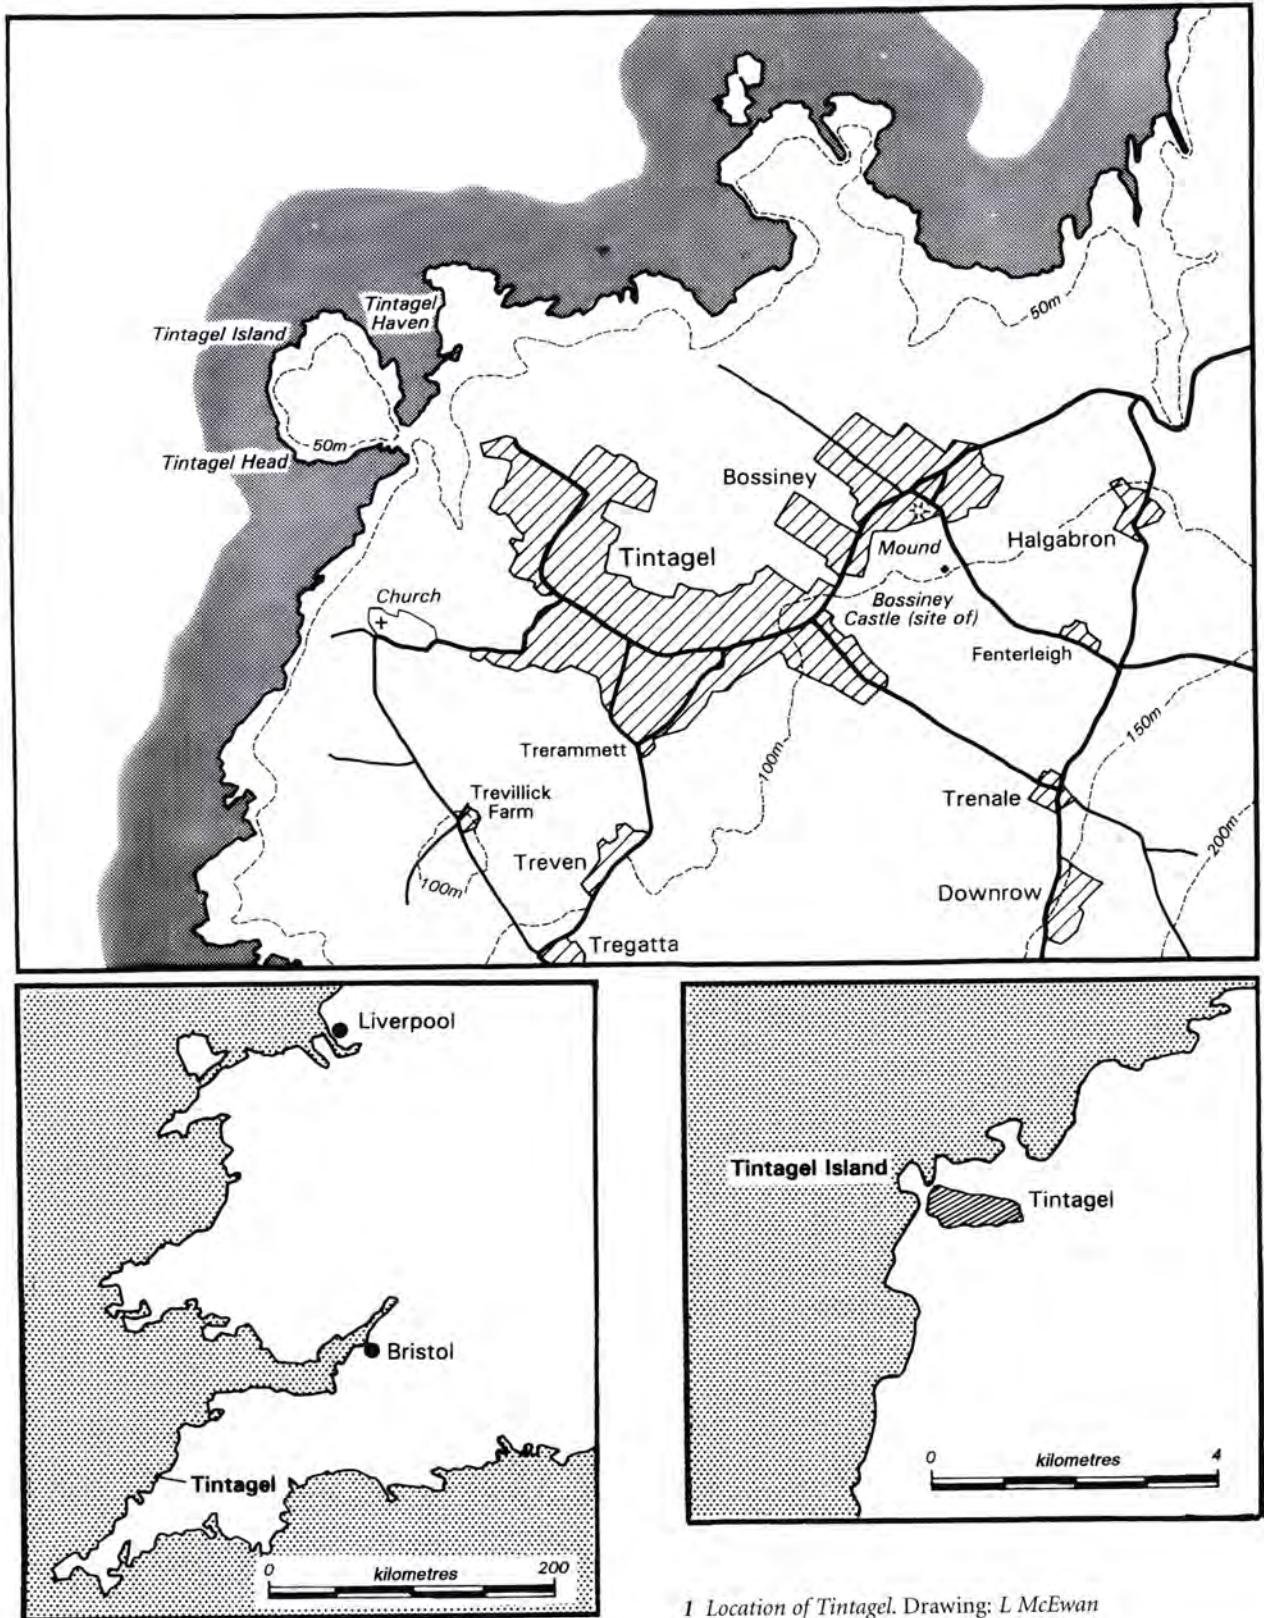 Tintagel
Haven
Tintagel Island
50m
50m
Tintagel Head
Bossiney
Mound
Halgabron
Tintagel
Church
Bossiney
Castle (site of)
Fenterleigh
150m
Trerammett
100m
Trevillick
Farm
Trenale
Treven
200m
100m
Downrow
Tregatta
Liverpool
Bristol
Tintagel
0 kilometres 200
Tintagel Island
Tintagel
0 kilometres 4
1 Location of Tintagel. Drawing: L McEwan